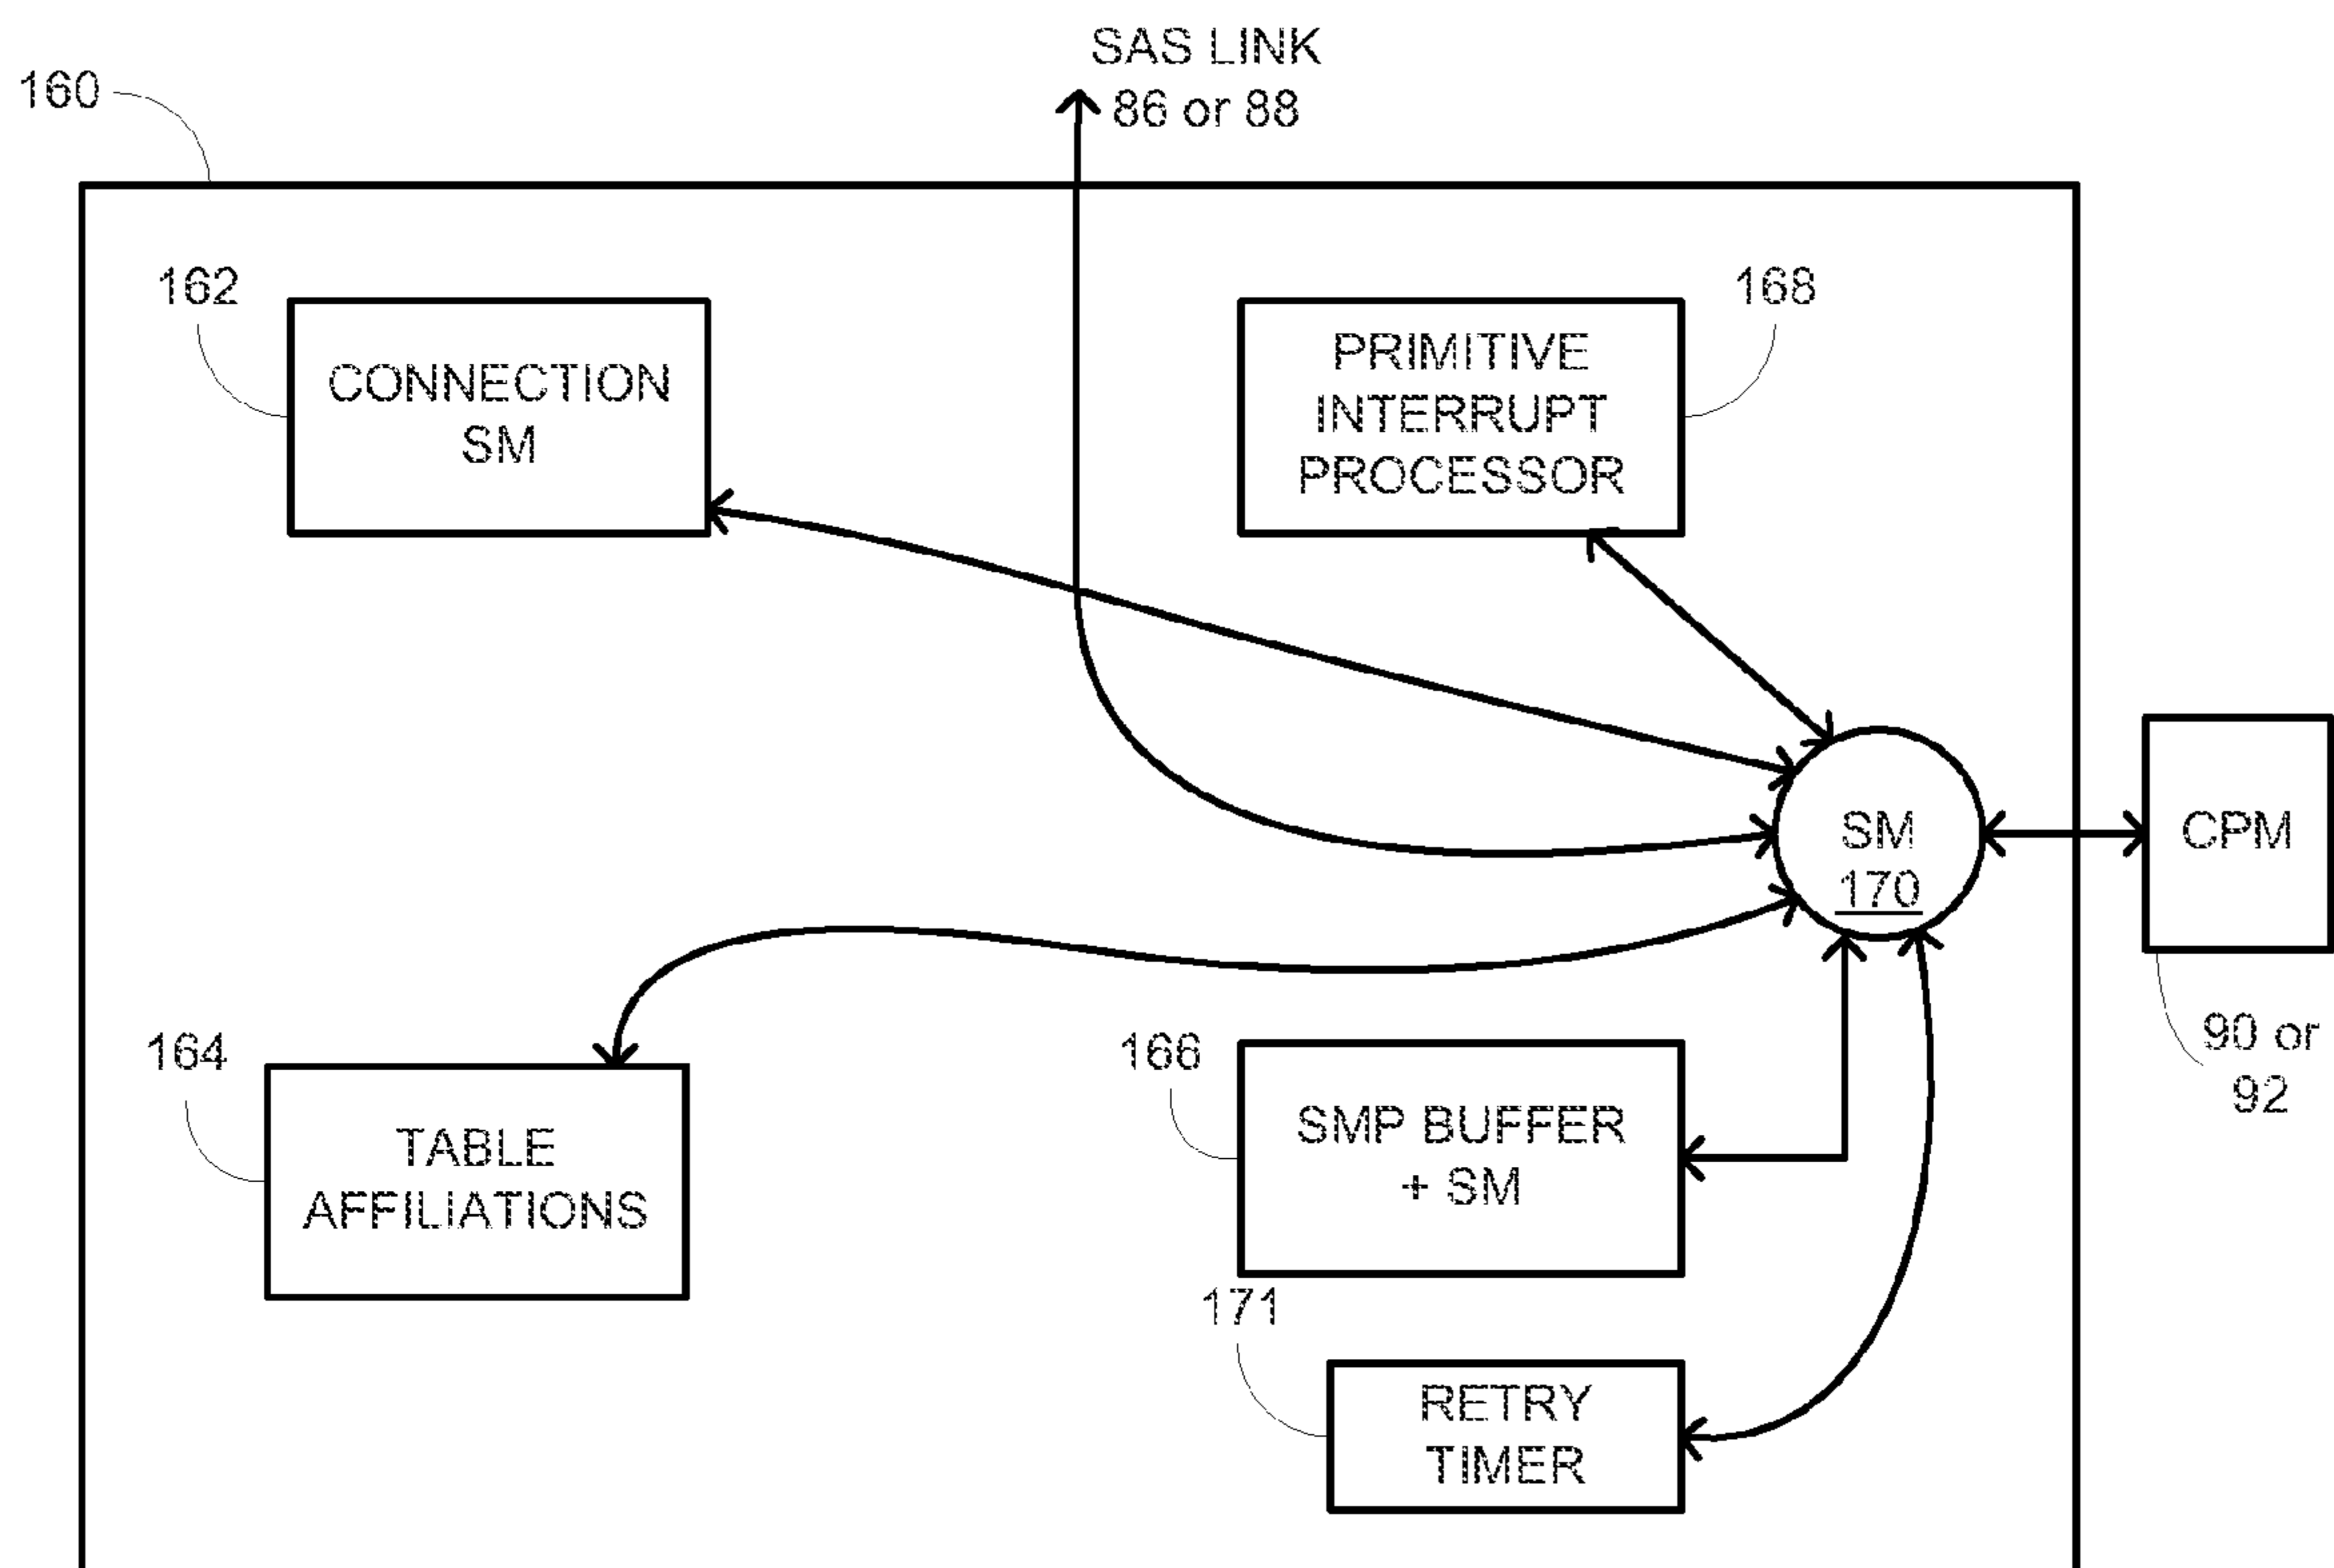 SAS LINK
86 or 88
160
162
CONNECTION
SM
168
PRIMITIVE
INTERRUPT
PROCESSOR
SM
170
CPM
90 or
92
164
TABLE
AFFILIATIONS
166
SMP BUFFER
+ SM
171
RETRY
TIMER